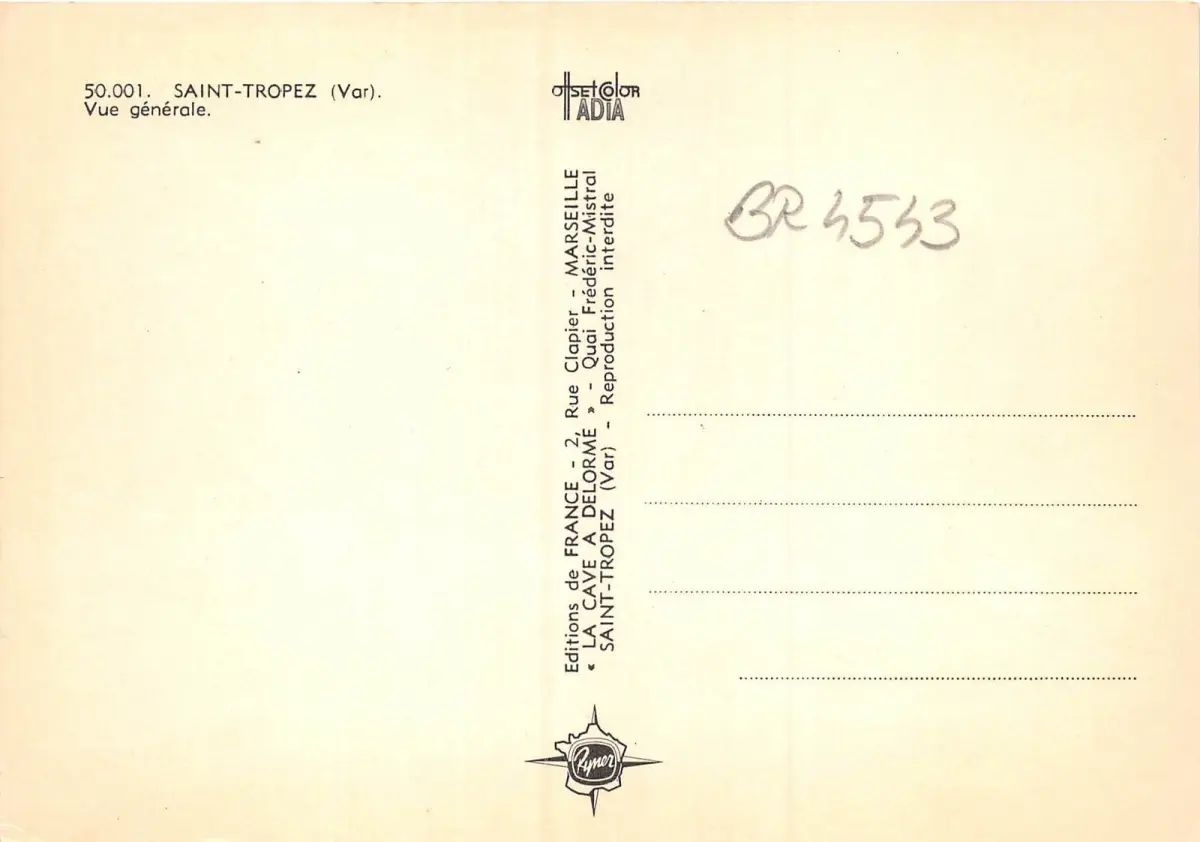 50.001. SAINT-TROPEZ (Var).
Vue générale.
offsetcolor
ADIA
Editions de FRANCE - 2, Rue Clapier - MARSEILLE
« LA CAVE A DELORME » - Quai Frédéric-Mistral
SAINT-TROPEZ (Var) - Reproduction interdite
BR 4543
Rymer